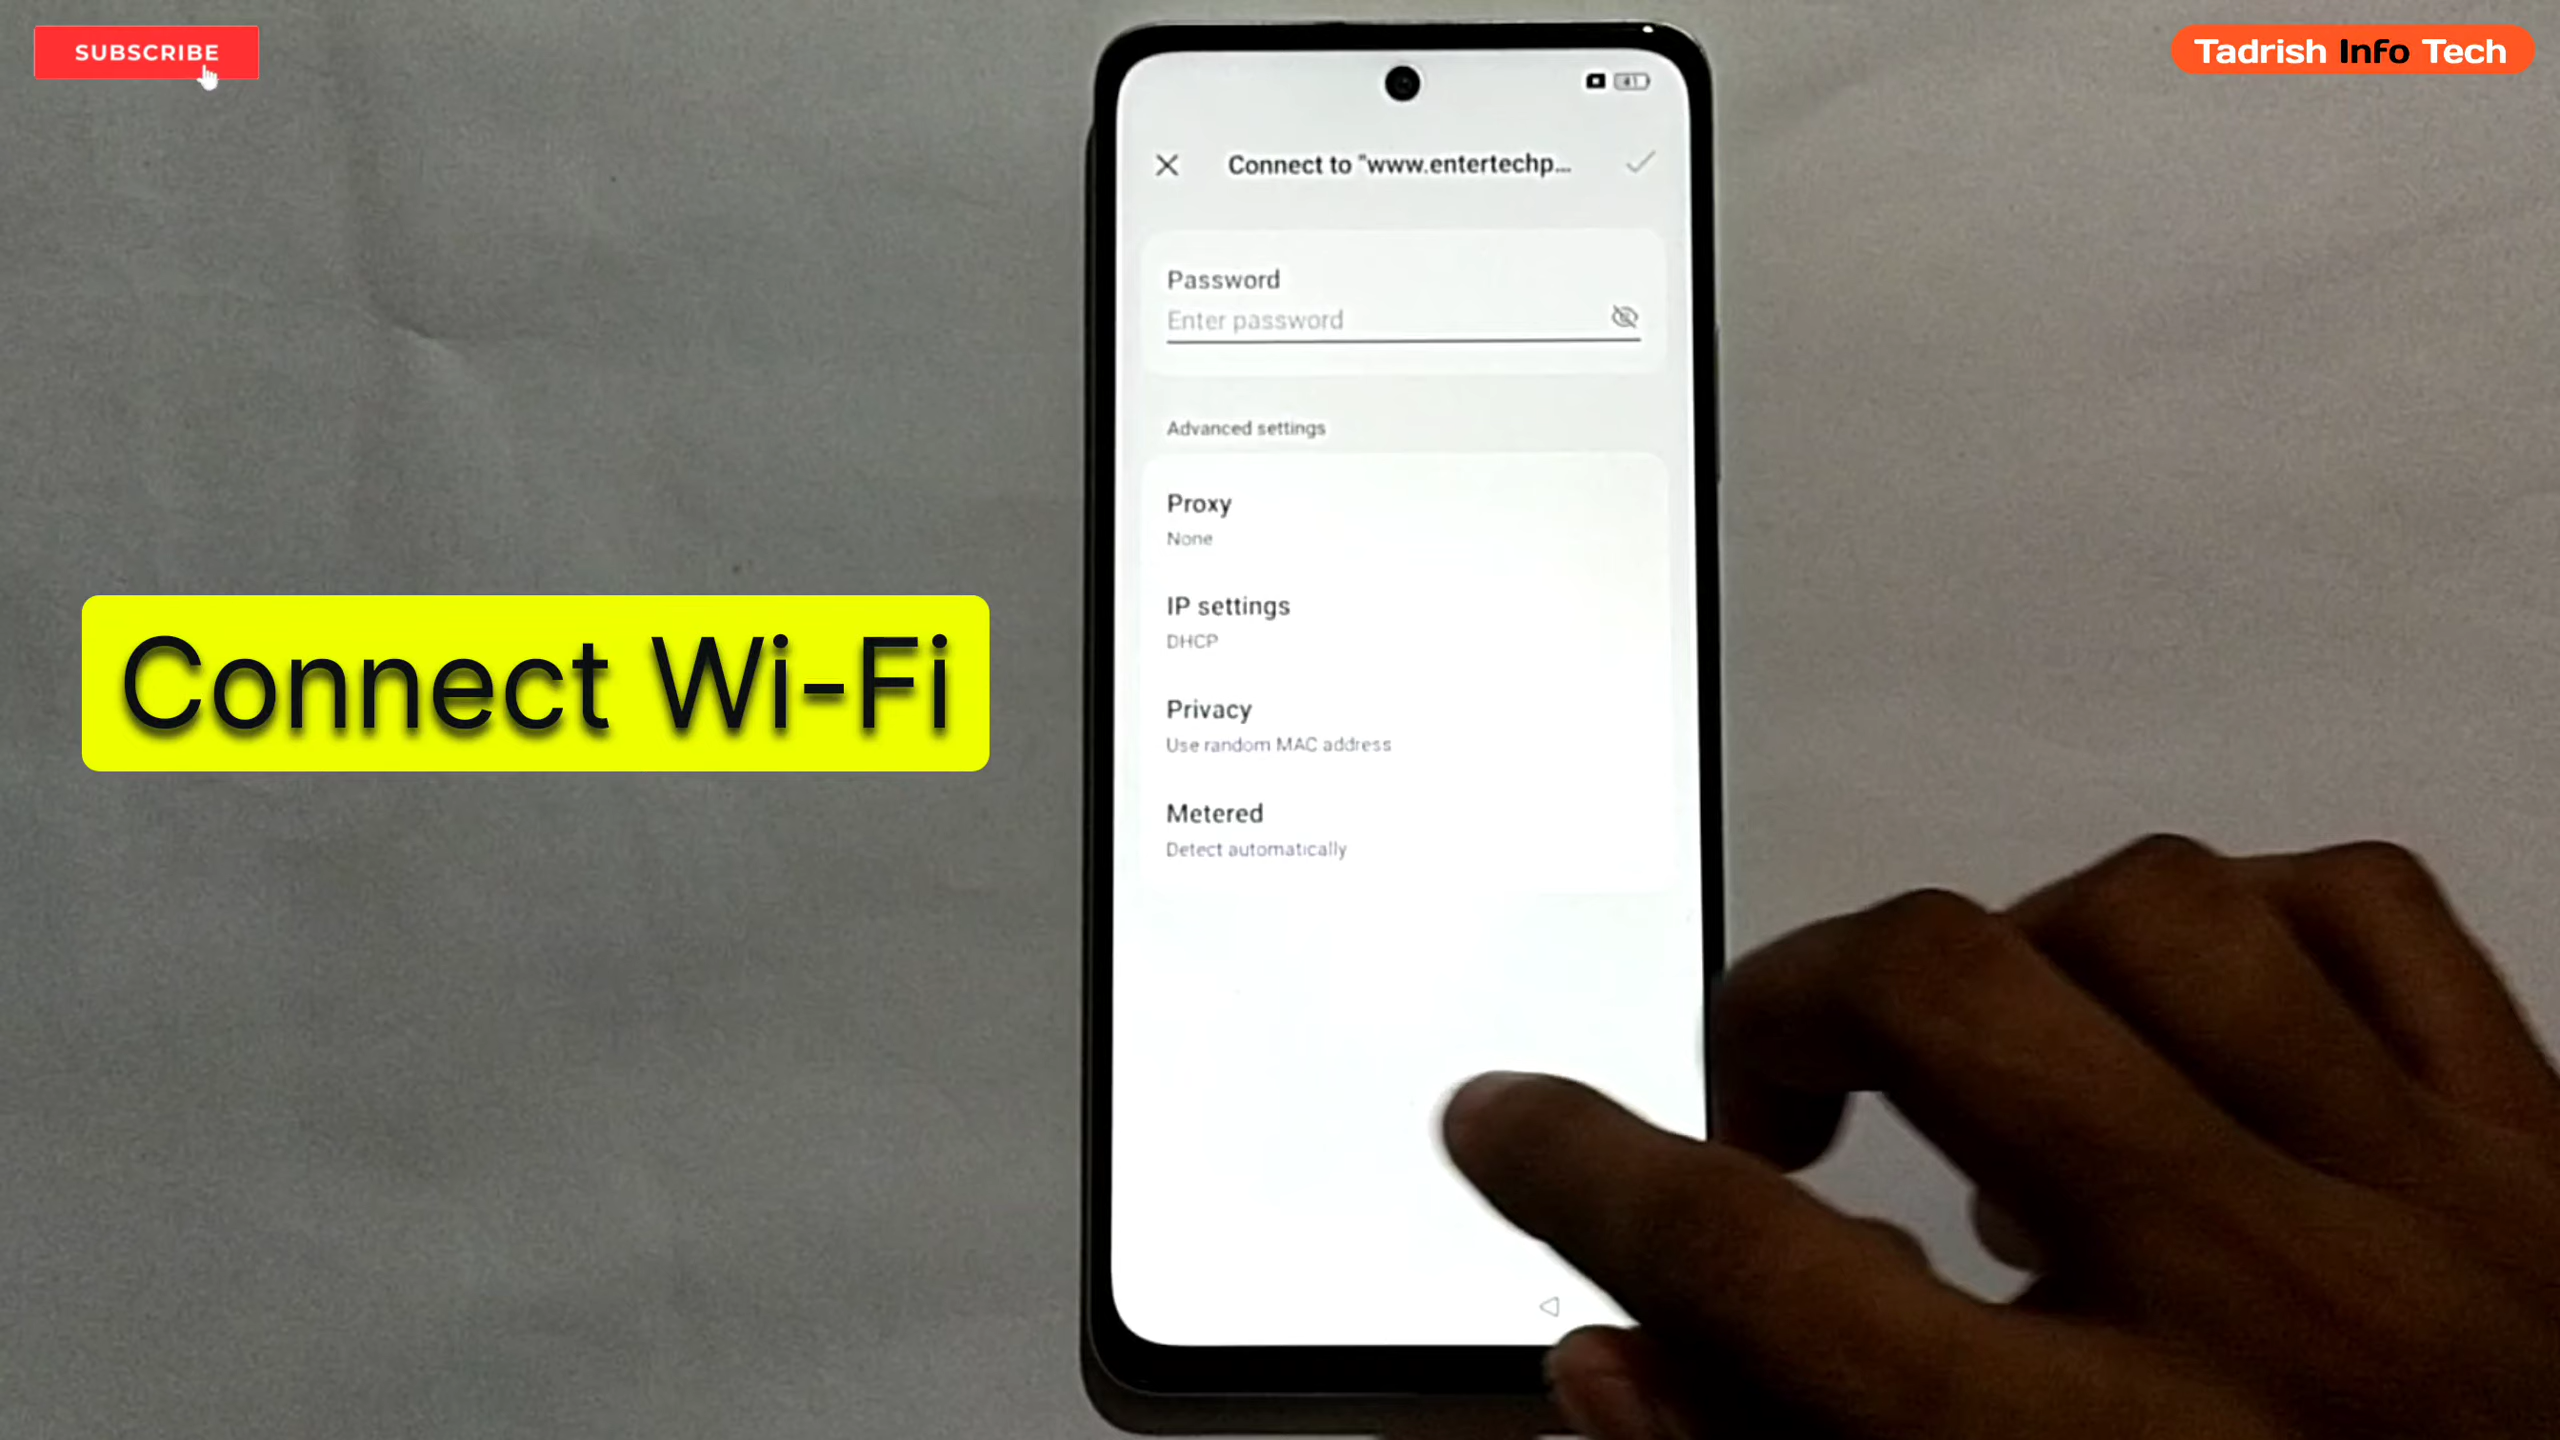 SUBSCRIBE
Tadrish Info Tech
Connect to "www.entertechp...
Password
Enter password
Advanced settings
Proxy
None
IP settings
DHCP
Privacy
Use random MAC address
Metered
Detect automatically
Connect Wi-Fi